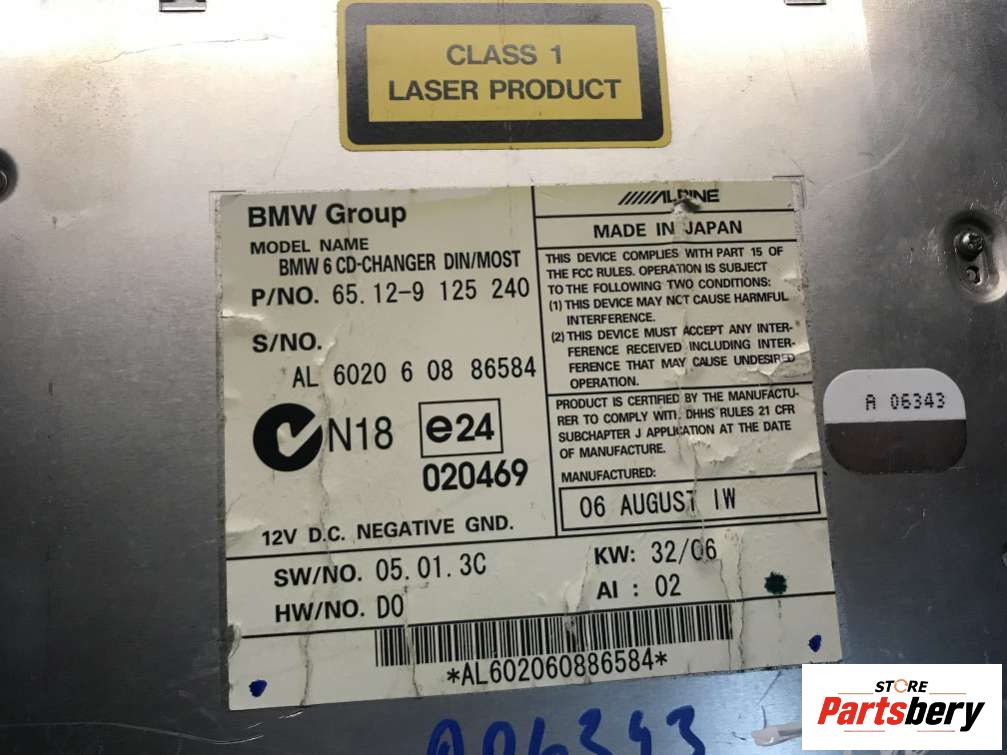 CLASS 1
LASER PRODUCT
BMW Group
MODEL NAME
BMW 6 CD-CHANGER DIN/MOST
P/NO. 65.12-9 125 240
S/NO.
AL 6020 6 08 86584
N18
e24
020469
12V D.C. NEGATIVE GND.
ALPINE
MADE IN JAPAN
THIS DEVICE COMPLIES WITH PART 15 OF
THE FCC RULES. OPERATION IS SUBJECT
TO THE FOLLOWING TWO CONDITIONS:
(1) THIS DEVICE MAY NOT CAUSE HARMFUL
INTERFERENCE.
(2) THIS DEVICE MUST ACCEPT ANY INTER-
FERENCE RECEIVED INCLUDING INTER-
FERENCE THAT MAY CAUSE UNDESIRED
OPERATION.
PRODUCT IS CERTIFIED BY THE MANUFACTU-
RER TO COMPLY WITH DHHS RULES 21 CFR
SUBCHAPTER J APPLICATION AT THE DATE
OF MANUFACTURE.
MANUFACTURED:
06 AUGUST IW
SW/NO. 05.01.3C
HW/NO. D0
KW: 32/06
AI : 02
*AL602060886584*
A 06343
A06343
STORE
Partsbery